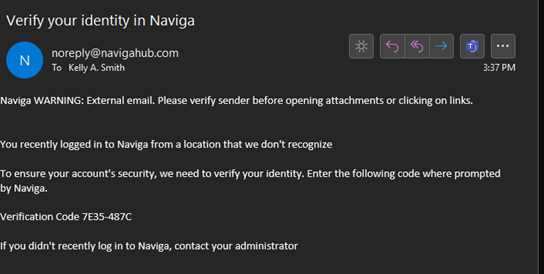 Verify your identity in Naviga
N
noreply@navigahub.com
To Kelly A. Smith
3:37 PM
Naviga WARNING: External email. Please verify sender before opening attachments or clicking on links.
You recently logged in to Naviga from a location that we don't recognize
To ensure your account's security, we need to verify your identity. Enter the following code where prompted
by Naviga.
Verification Code 7E35-487C
If you didn't recently log in to Naviga, contact your administrator